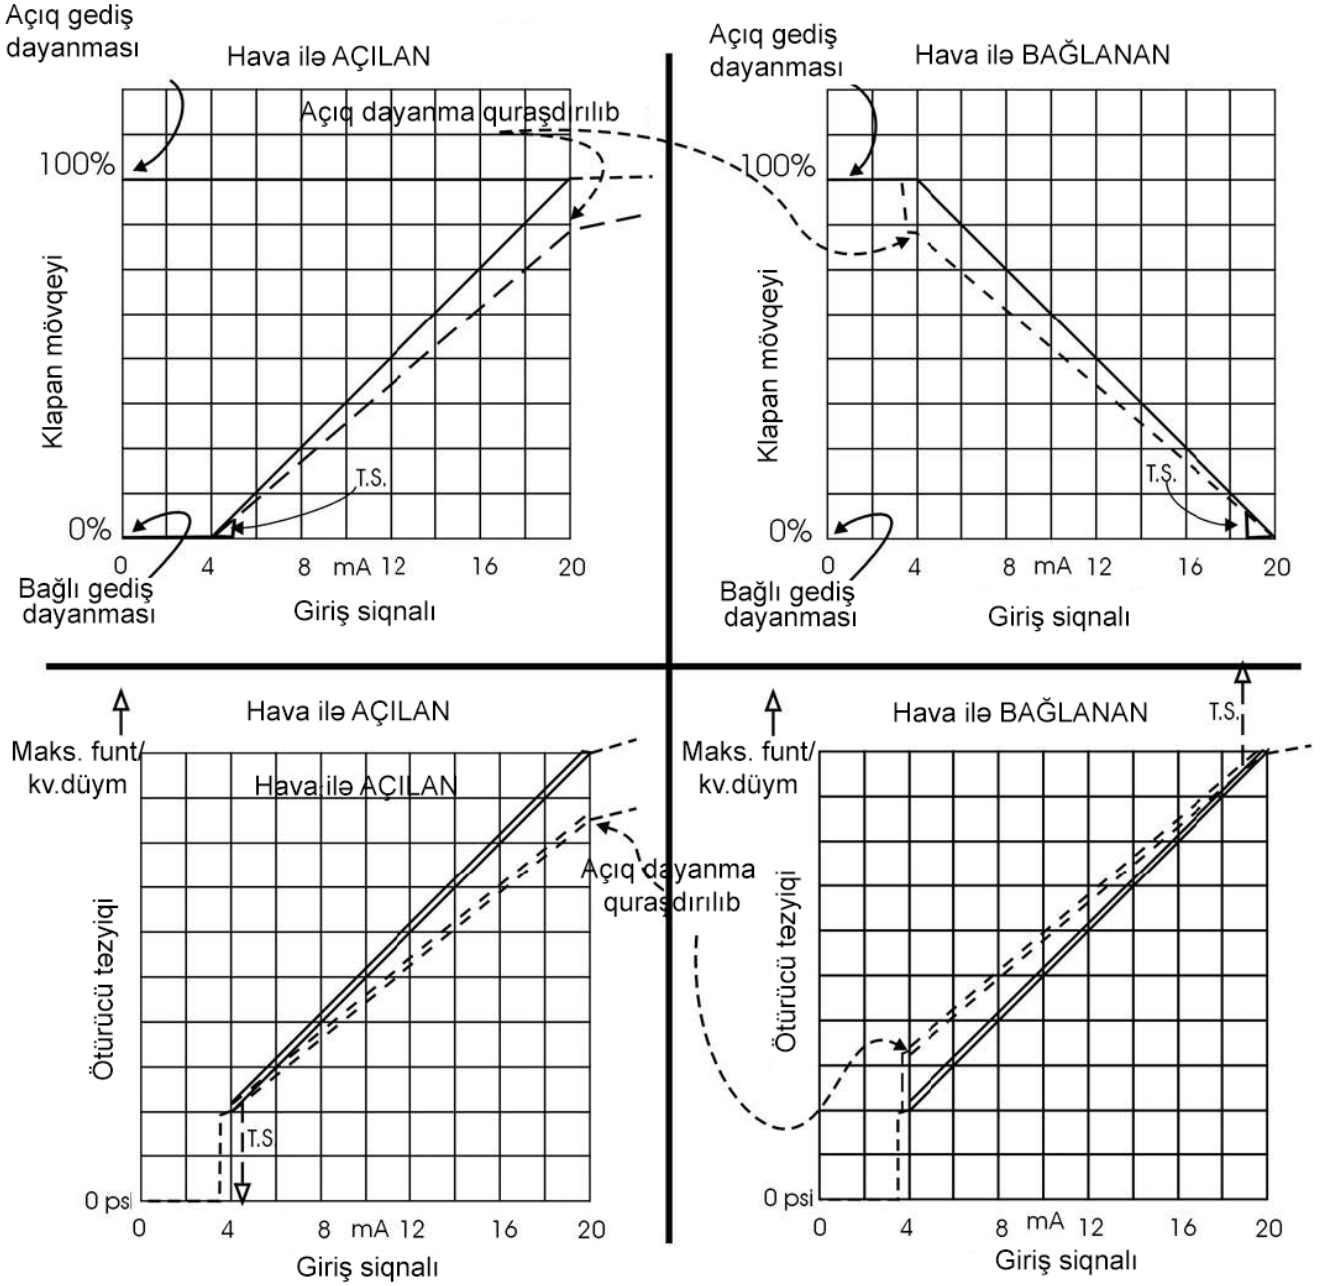 Açıq gediş
dayanması
Hava ilə AÇILAN
Açıq dayanma quraşdırılıb
100%
Klapan mövqeyi
T.S.
0%
0 4 8 mA 12 16 20
Bağlı gediş
dayanması
Giriş siqnalı
Açıq gediş
dayanması
Hava ilə BAĞLANAN
100%
Klapan mövqeyi
T.S.
0%
0 4 8 mA 12 16 20
Bağlı gediş
dayanması
Giriş siqnalı
Hava ilə AÇILAN
Maks. funt/
kv.düym
Hava ilə AÇILAN
Açıq dayanma
quraşdırılıb
Ötürücü təzyiqi
T.S.
0 psi
0 4 8 mA 12 16 20
Giriş siqnalı
Hava ilə BAĞLANAN
T.S.
Maks. funt/
kv.düym
Ötürücü təzyiqi
0 psi
0 4 8 mA 12 16 20
Giriş siqnalı